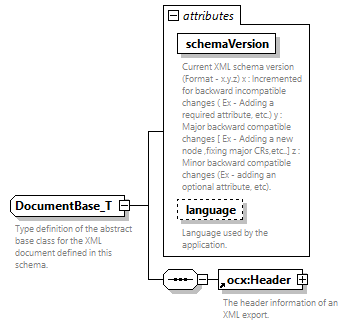 attributes
schemaVersion
Current XML schema version
(Format - x.y.z) x : Incremented
for backward incompatible
changes ( Ex - Adding a
required attribute, etc.) y :
Major backward compatible
changes [ Ex - Adding a new
node ,fixing major CRs,etc..] z :
Minor backward compatible
changes (Ex - adding an
optional attribute, etc).
language
Language used by the
application.
DocumentBase_T
Type definition of the abstract
base class for the XML
document defined in this
schema.
ocx:Header
The header information of an
XML export.